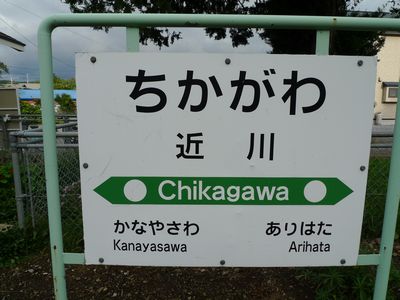 ちかがわ
近川
Chikagawa
かなやさわ ありはた
Kanayasawa Arihata